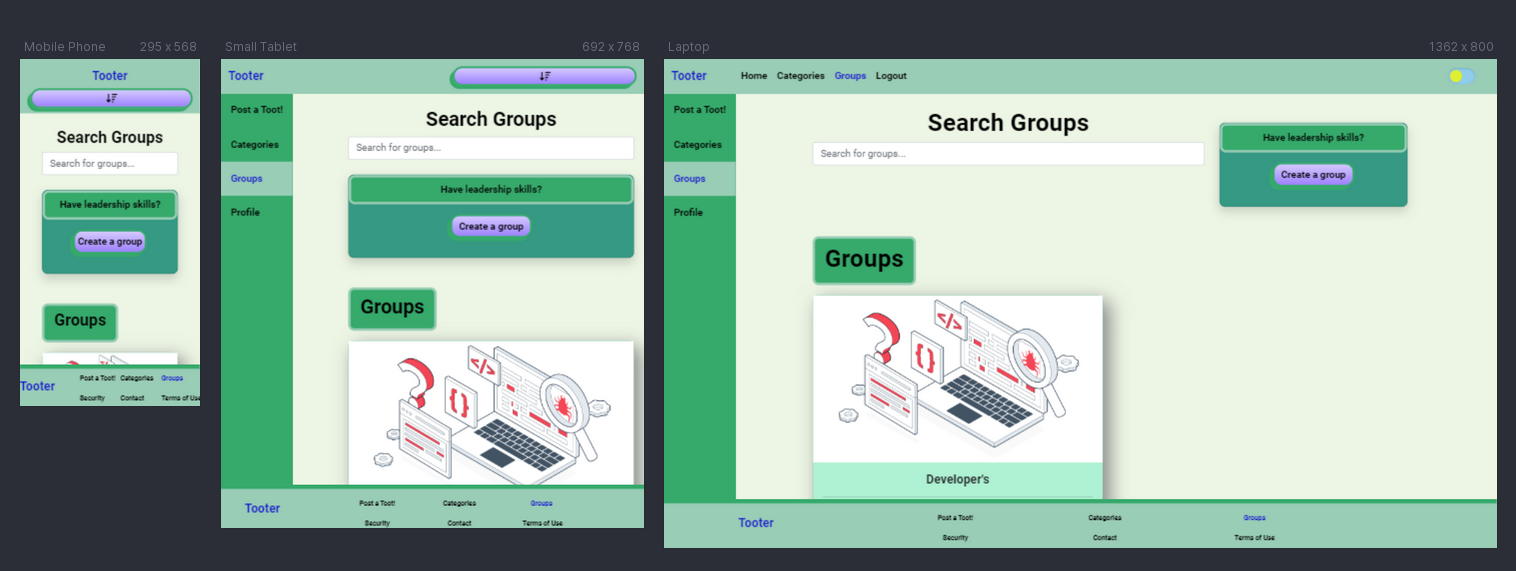 Mobile Phone 295 x 568
Tooter
Search Groups
Search for groups...
Have leadership skills?
Create a group
Groups
Tooter
Post a Toot! Categories Groups
Security Contact Terms of Use
Small Tablet 692 x 768
Tooter
Post a Toot!
Categories
Groups
Profile
Search Groups
Search for groups...
Have leadership skills?
Create a group
Groups
</>
{}
Tooter
Post a Toot! Categories Groups
Security Contact Terms of Use
Laptop 1362 x 800
Tooter Home Categories Groups Logout
Post a Toot!
Categories
Groups
Profile
Search Groups
Search for groups...
Have leadership skills?
Create a group
Groups
</>
{}
Developer's
Tooter
Post a Toot! Categories Groups
Security Contact Terms of Use